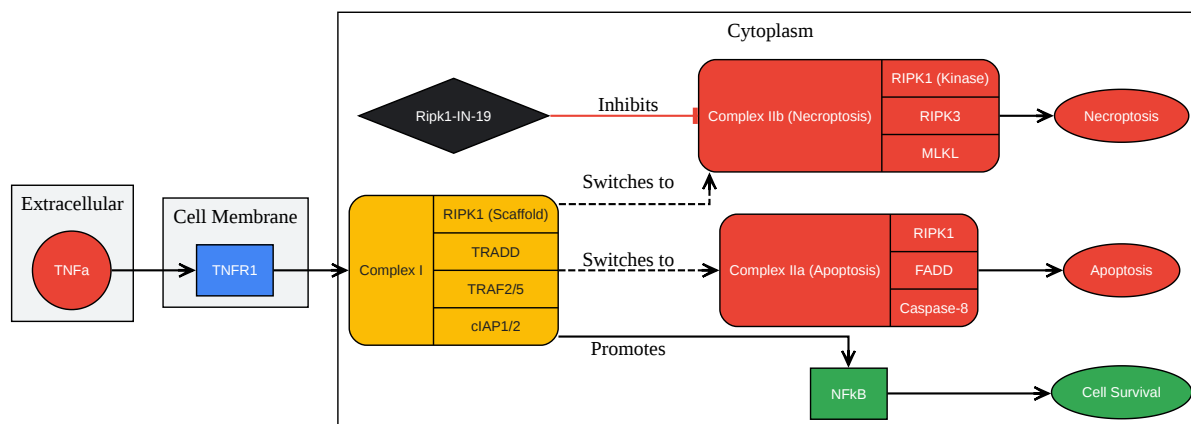 Cytoplasm
Ripk1-IN-19
Inhibits
Complex IIb (Necroptosis)
RIPK1 (Kinase)
RIPK3
MLKL
Necroptosis
Extracellular
TNFa
Cell Membrane
TNFR1
Complex I
RIPK1 (Scaffold)
TRADD
TRAF2/5
cIAP1/2
Switches to
Switches to
Complex IIa (Apoptosis)
RIPK1
FADD
Caspase-8
Apoptosis
Promotes
NFkB
Cell Survival